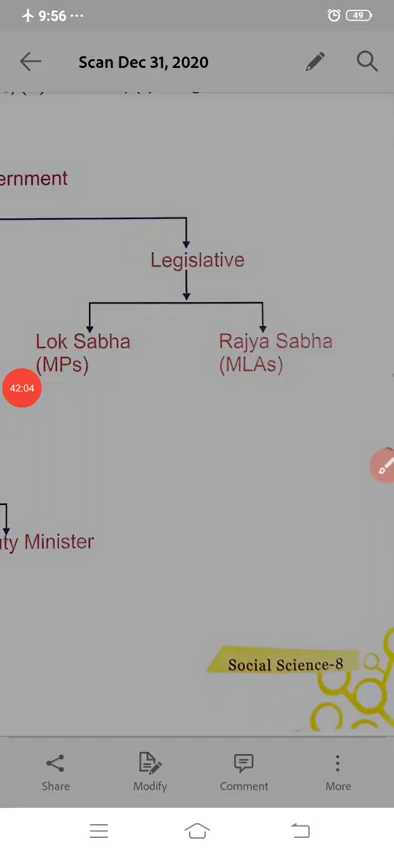 9:56 ...
49
Scan Dec 31, 2020
ernment
Legislative
Lok Sabha
(MPs)
Rajya Sabha
(MLAs)
42:04
ty Minister
Social Science-8
Share
Modify
Comment
More